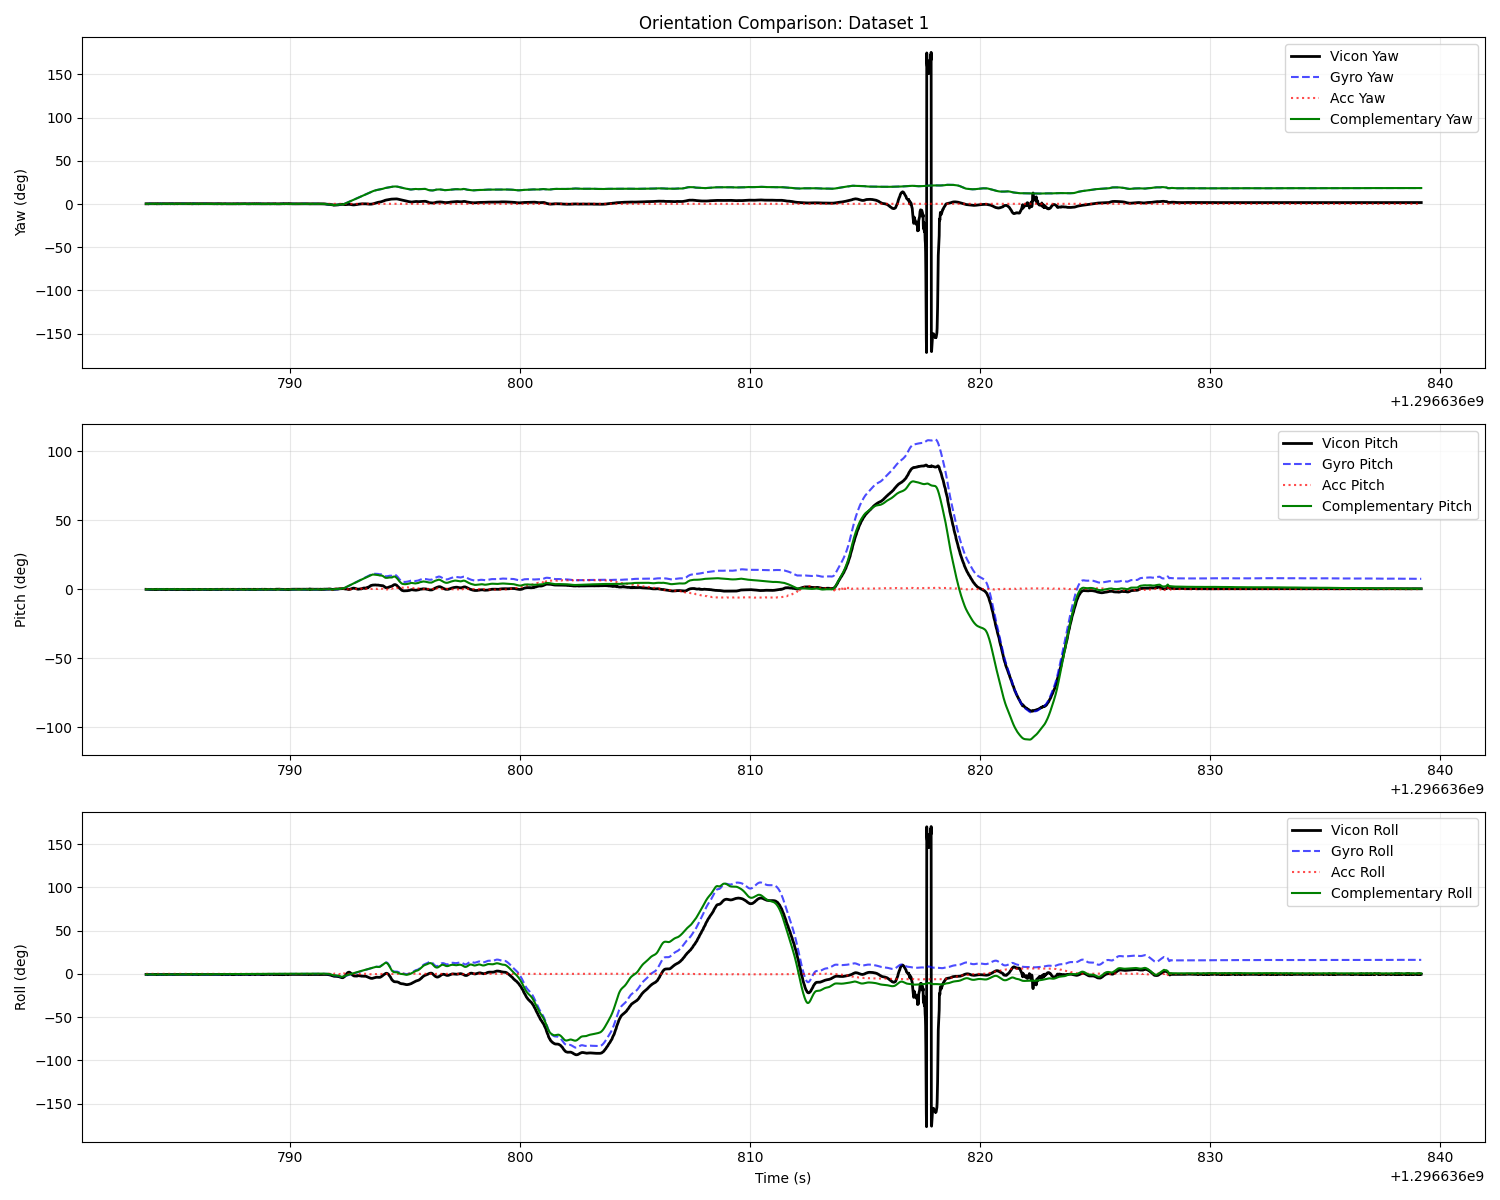 Orientation Comparison: Dataset 1
Yaw (deg)
150
100
50
0
−50
−100
−150
Vicon Yaw
Gyro Yaw
Acc Yaw
Complementary Yaw
790
800
810
820
830
840
+1.296636e9
Pitch (deg)
100
50
0
−50
−100
Vicon Pitch
Gyro Pitch
Acc Pitch
Complementary Pitch
790
800
810
820
830
840
+1.296636e9
Roll (deg)
150
100
50
0
−50
−100
−150
Vicon Roll
Gyro Roll
Acc Roll
Complementary Roll
790
800
810
820
830
840
Time (s)
+1.296636e9